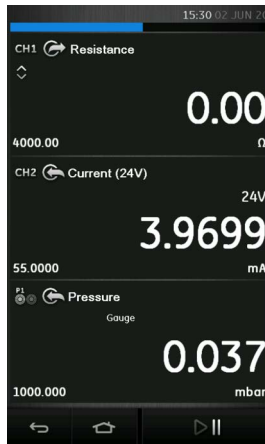 15:30 02 JUN 20
CH1 Resistance
0.00
4000.00 Ω
CH2 Current (24V)
24V
3.9699
55.0000 mA
P1 Pressure
Gauge
0.037
1000.000 mbar